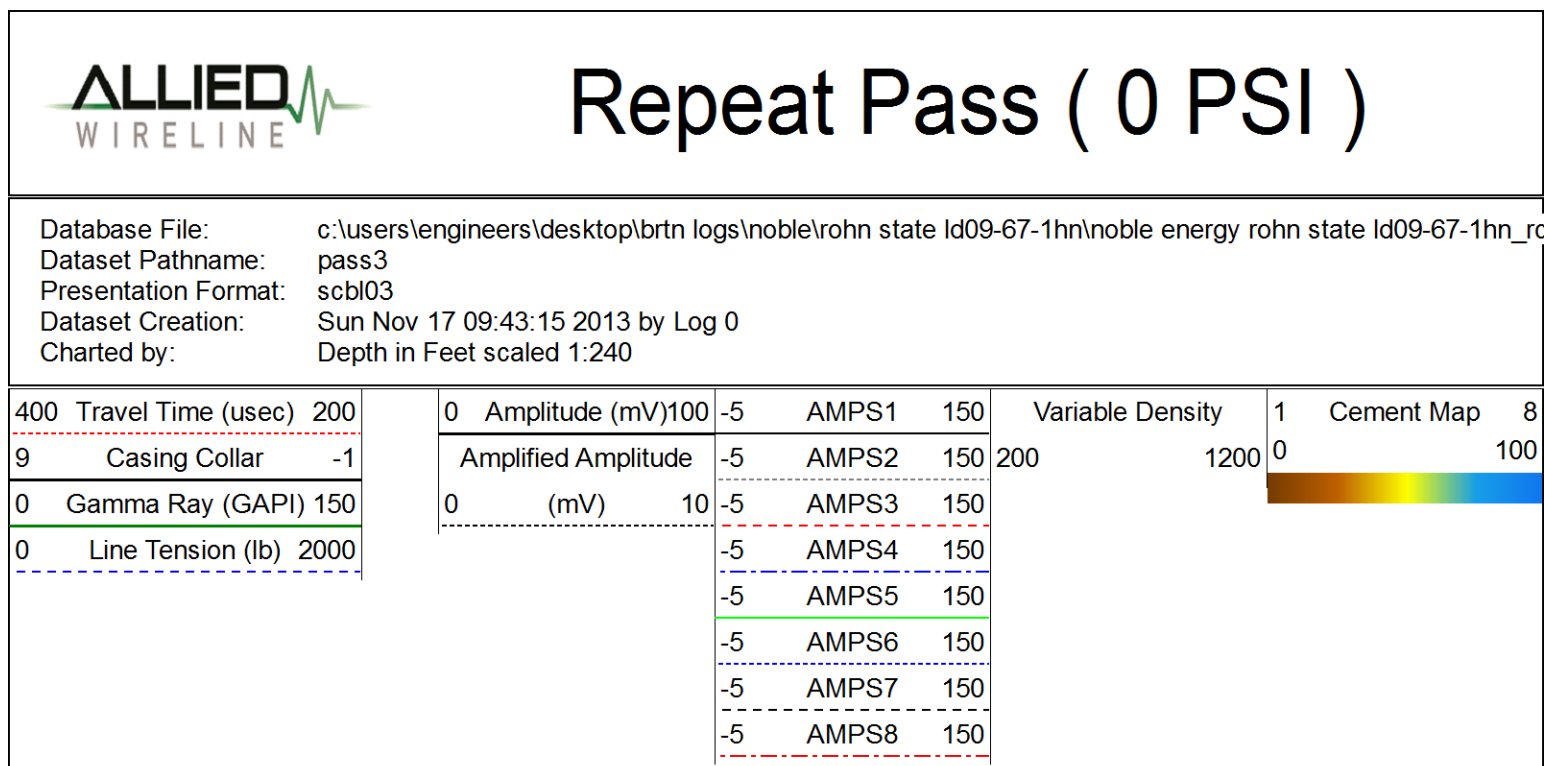 ALLIED
WIRELINE
Repeat Pass ( 0 PSI )
Database File: c:\users\engineers\desktop\brtn logs\noble\rohn state ld09-67-1hn\noble energy rohn state ld09-67-1hn_rc
Dataset Pathname: pass3
Presentation Format: scbl03
Dataset Creation: Sun Nov 17 09:43:15 2013 by Log 0
Charted by: Depth in Feet scaled 1:240
400 Travel Time (usec) 200
9 Casing Collar -1
0 Gamma Ray (GAPI) 150
0 Line Tension (lb) 2000
0 Amplitude (mV)100
Amplified Amplitude
0 (mV) 10
-5 AMPS1 150
-5 AMPS2 150
-5 AMPS3 150
-5 AMPS4 150
-5 AMPS5 150
-5 AMPS6 150
-5 AMPS7 150
-5 AMPS8 150
Variable Density
200 1200
1 Cement Map 8
0 100